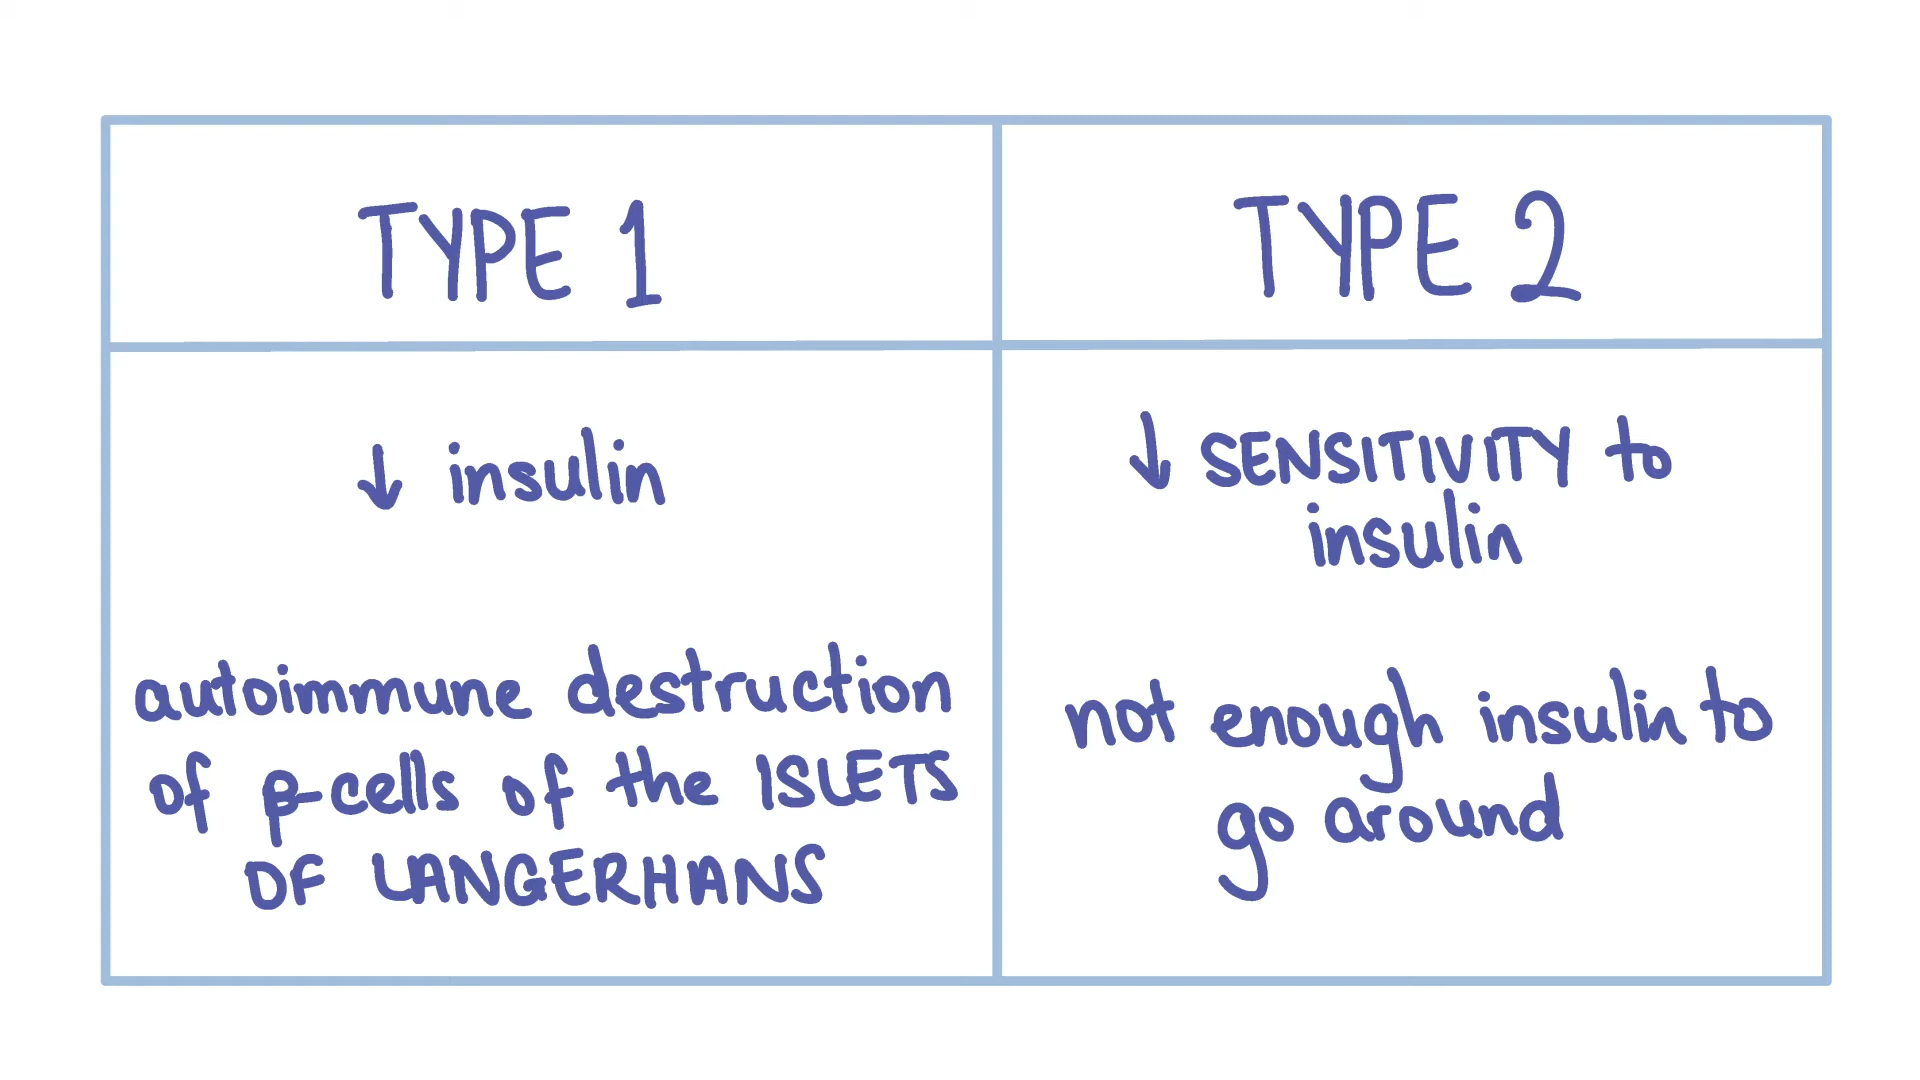 TYPE 1
TYPE 2
↓ insulin
autoimmune destruction
of β-cells of the ISLETS
OF LANGERHANS
↓ SENSITIVITY to
insulin
not enough insulin to
go around